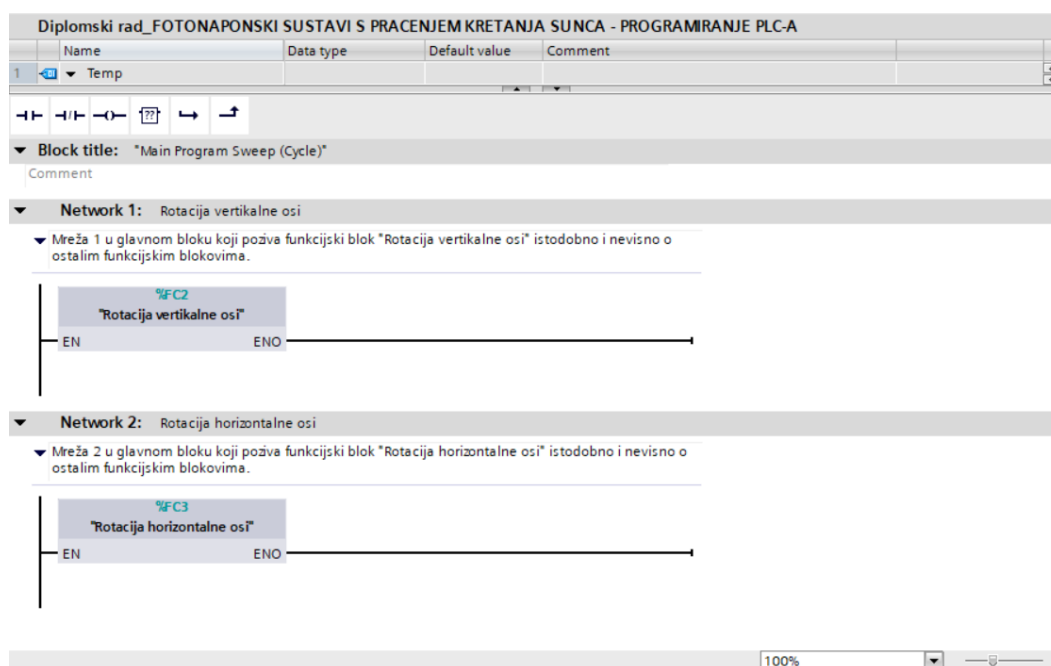 Diplomski rad_FOTONAPONSKI SUSTAVI S PRACENJEM KRETANJA SUNCA - PROGRAMIRANJE PLC-A
Name Data type Default value Comment
1 Temp
??
Block title: "Main Program Sweep (Cycle)"
Comment
Network 1: Rotacija vertikalne osi
Mreža 1 u glavnom bloku koji poziva funkcijski blok "Rotacija vertikalne osi" istodobno i nevisno o
ostalim funkcijskim blokovima.
%FC2
"Rotacija vertikalne osi"
EN ENO
Network 2: Rotacija horizontalne osi
Mreža 2 u glavnom bloku koji poziva funkcijski blok "Rotacija horizontalne osi" istodobno i nevisno o
ostalim funkcijskim blokovima.
%FC3
"Rotacija horizontalne osi"
EN ENO
100%